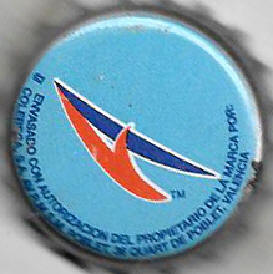 ENVASADO CON AUTORIZACION DEL PROPIETARIO DE LA MARCA POR:
COLEBEGA, S.A. QUART DE POBLET, VALENCIA
TM